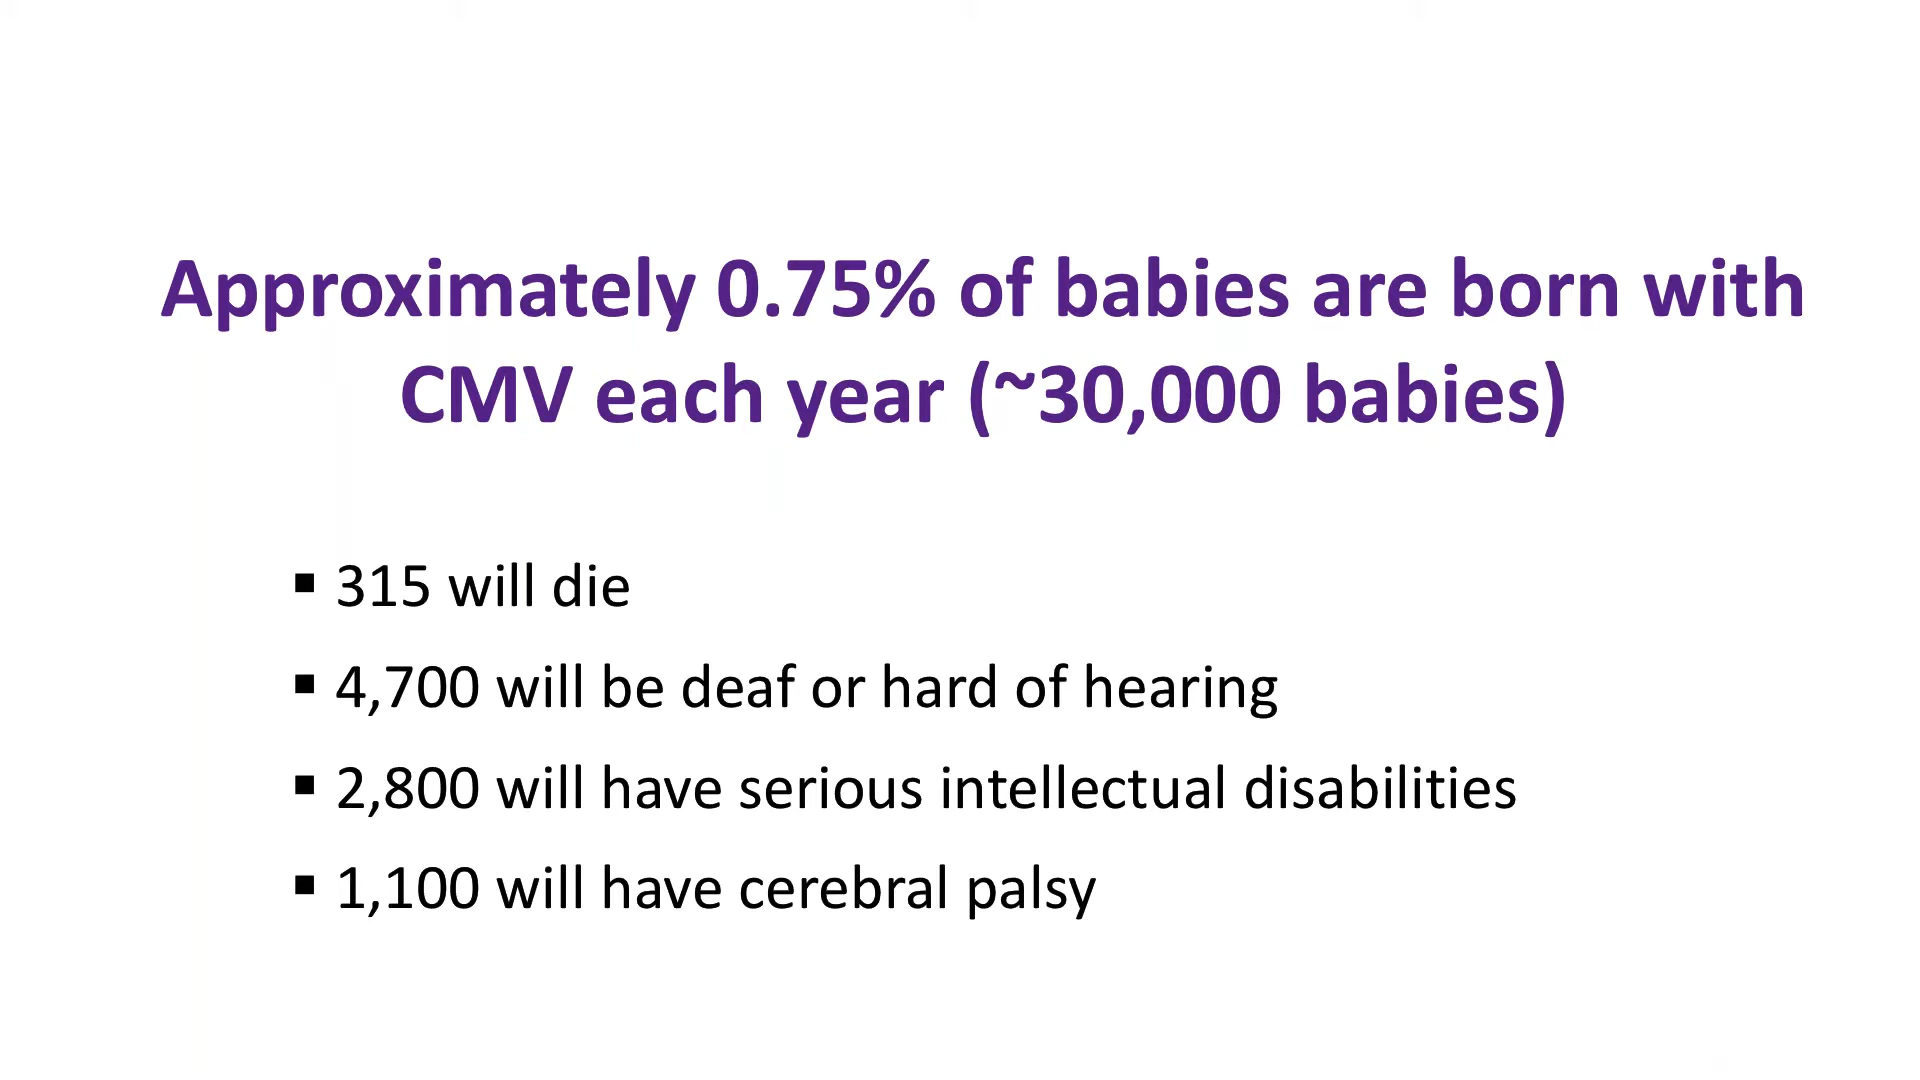 Approximately 0.75% of babies are born with
CMV each year (~30,000 babies)
▪ 315 will die
▪ 4,700 will be deaf or hard of hearing
▪ 2,800 will have serious intellectual disabilities
▪ 1,100 will have cerebral palsy